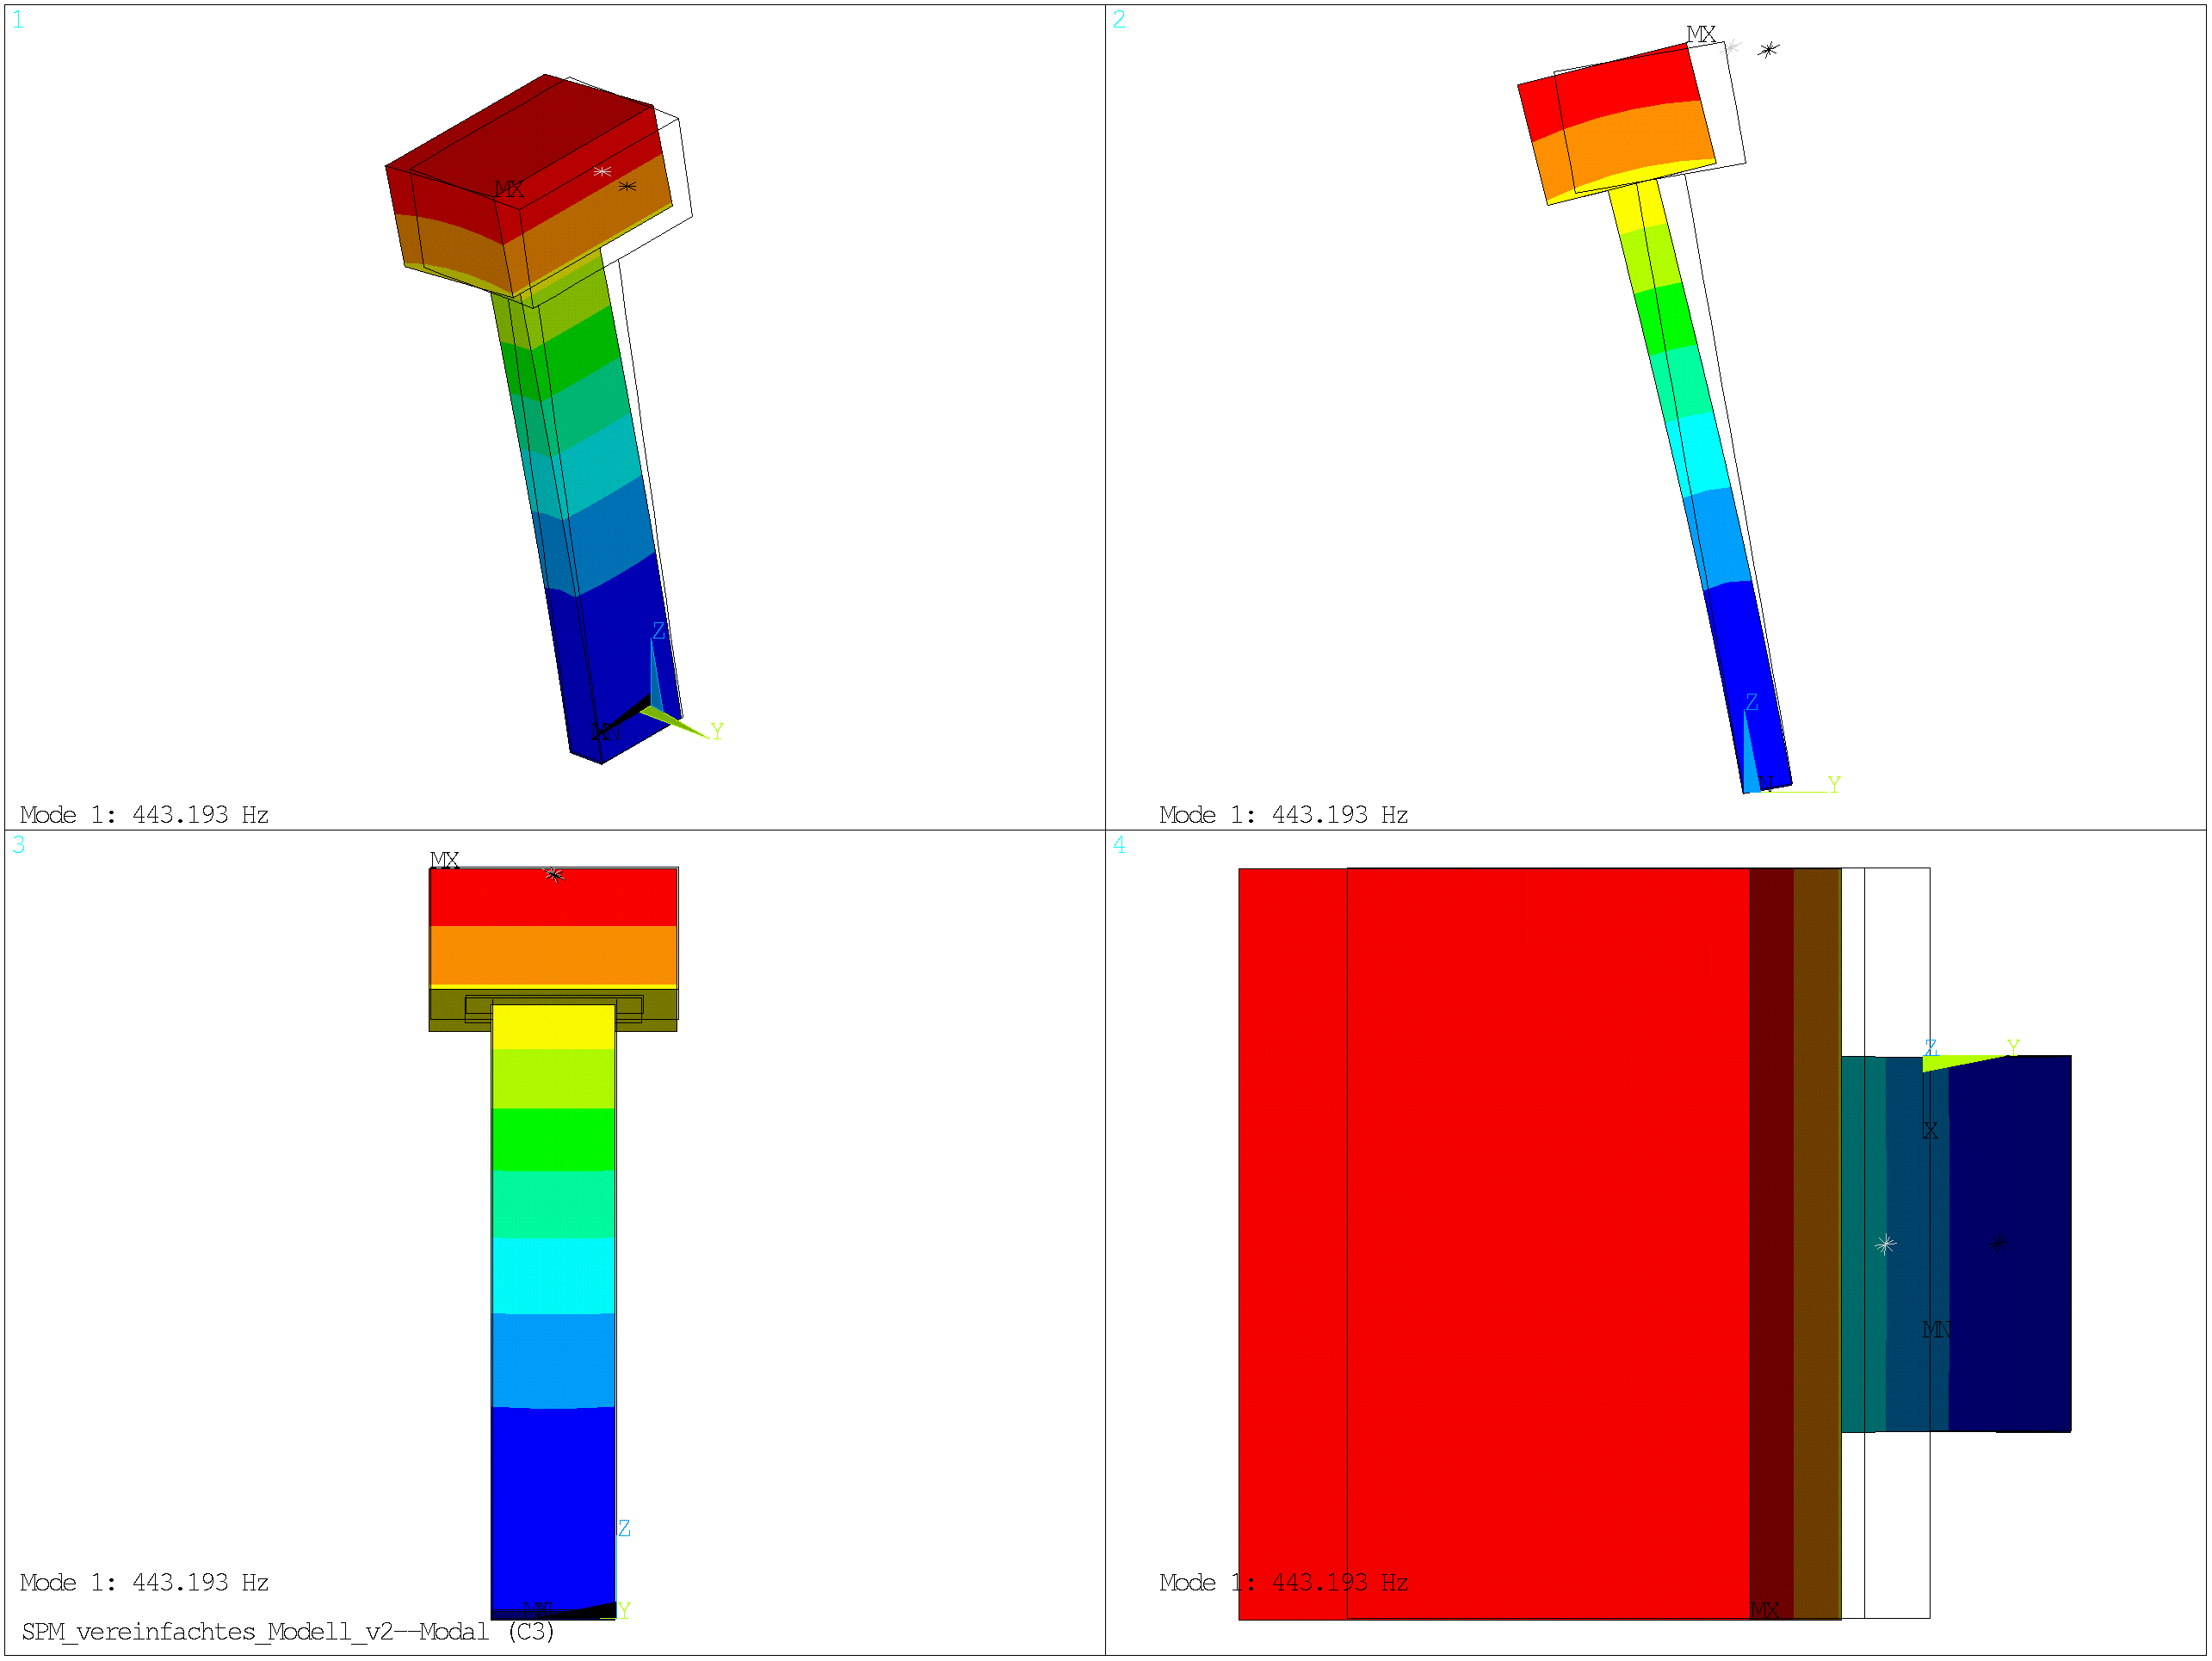 1
MX
MN
Z
Y
Mode 1: 443.193 Hz
2
MX
Z
N
Y
Mode 1: 443.193 Hz
3
MX
Z
Y
Mode 1: 443.193 Hz
SPM_vereinfachtes_Modell_v2--Modal (C3)
4
Z
Y
X
MN
Mode 1: 443.193 Hz
MX